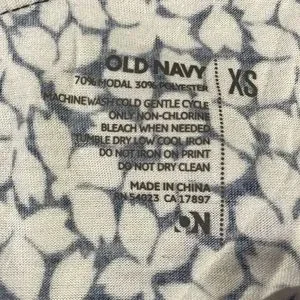 OLD NAVY
70% MODAL 30% POLYESTER
MACHINE WASH COLD GENTLE CYCLE
ONLY NON-CHLORINE
BLEACH WHEN NEEDED
TUMBLE DRY LOW COOL IRON
DO NOT IRON ON PRINT
DO NOT DRY CLEAN
MADE IN CHINA
RN 54023 CA 17897
ON
XS